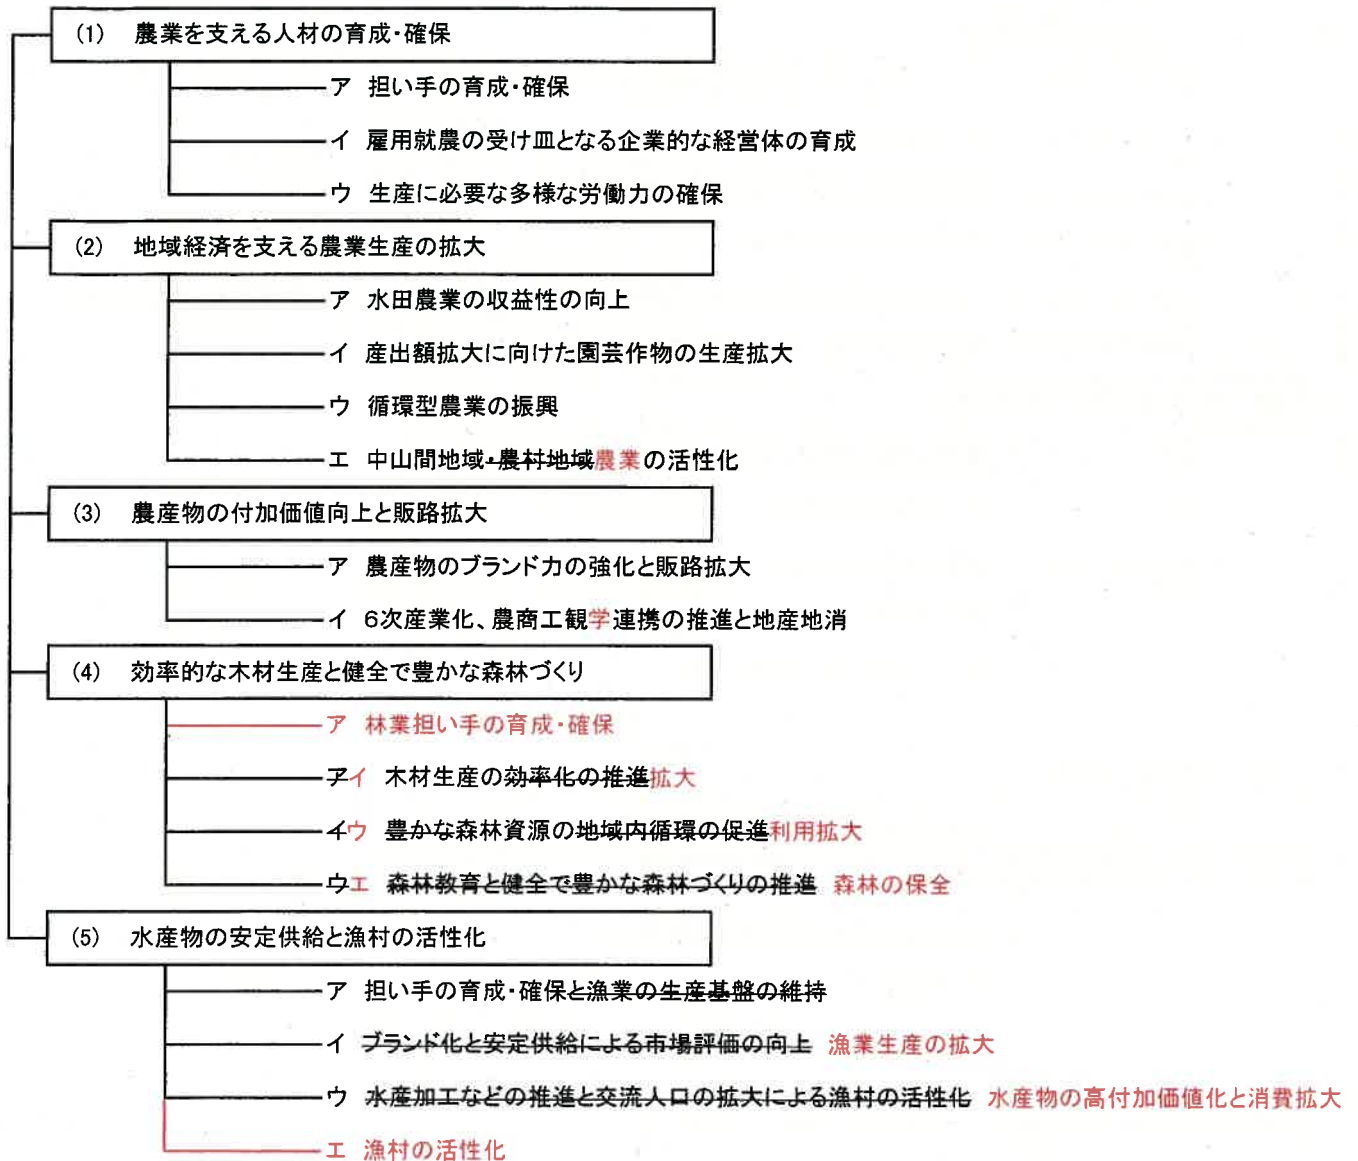 (1) 農業を支える人材の育成・確保
ア 担い手の育成・確保
イ 雇用就農の受け皿となる企業的な経営体の育成
ウ 生産に必要な多様な労働力の確保
(2) 地域経済を支える農業生産の拡大
ア 水田農業の収益性の向上
イ 産出額拡大に向けた園芸作物の生産拡大
ウ 循環型農業の振興
エ 中山間地域・農村地域農業の活性化
(3) 農産物の付加価値向上と販路拡大
ア 農産物のブランド力の強化と販路拡大
イ 6次産業化、農商工観学連携の推進と地産地消
(4) 効率的な木材生産と健全で豊かな森林づくり
ア 林業担い手の育成・確保
アイ 木材生産の効率化の推進拡大
イウ 豊かな森林資源の地域内循環の促進利用拡大
ウエ 森林教育と健全で豊かな森林づくりの推進 森林の保全
(5) 水産物の安定供給と漁村の活性化
ア 担い手の育成・確保と漁業の生産基盤の維持
イ ブランド化と安定供給による市場評価の向上 漁業生産の拡大
ウ 水産加工などの推進と交流人口の拡大による漁村の活性化 水産物の高付加価値化と消費拡大
エ 漁村の活性化